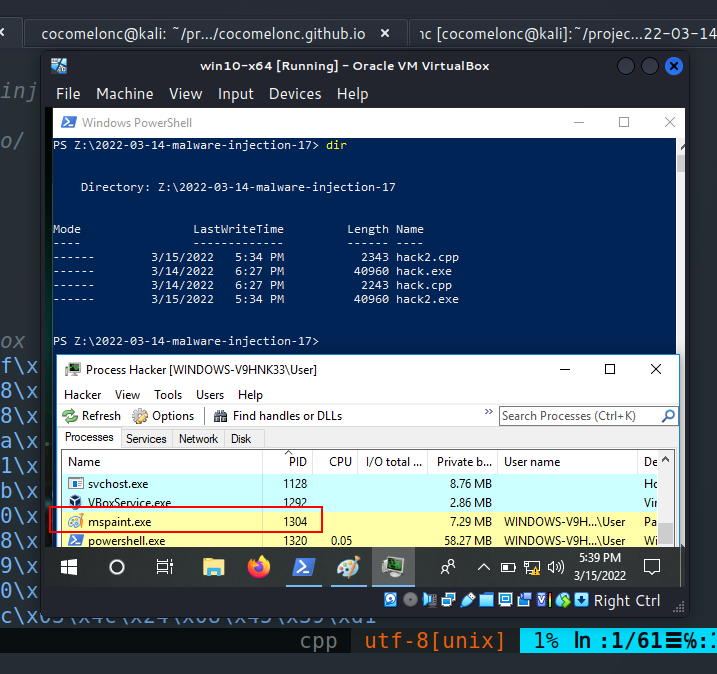 cocomelonc@kali: ~/pr.../cocomelonc.github.io
nc [cocomelonc@kali]:~/projec...22-03-14
win10-x64 [Running] - Oracle VM VirtualBox
File Machine View Input Devices Help
inj
o/
Windows PowerShell
PS Z:\2022-03-14-malware-injection-17> dir
Directory: Z:\2022-03-14-malware-injection-17
Mode LastWriteTime Length Name
---- ------------- ------ ----
------ 3/15/2022 5:34 PM 2343 hack2.cpp
------ 3/14/2022 6:27 PM 40960 hack.exe
------ 3/14/2022 6:27 PM 2243 hack.cpp
------ 3/15/2022 5:34 PM 40960 hack2.exe
PS Z:\2022-03-14-malware-injection-17>
ox
f\x
8\x
8\x
a\x
1\x
b\x
0\x
8\x
9\x
0\x
Process Hacker [WINDOWS-V9HNK33\User]
Hacker View Tools Users Help
Refresh Options Find handles or DLLs » Search Processes (Ctrl+K)
Processes Services Network Disk
Name PID CPU I/O total ... Private b... User name De
svchost.exe 1128 8.76 MB Ho
VBoxService.exe 1292 2.86 MB Vir
mspaint.exe 1304 7.29 MB WINDOWS-V9H...\User Pa
powershell.exe 1320 0.05 58.27 MB WINDOWS-V9H...\User Wi
5:39 PM
3/15/2022
Right Ctrl
cpp utf-8[unix] 1% ln :1/61